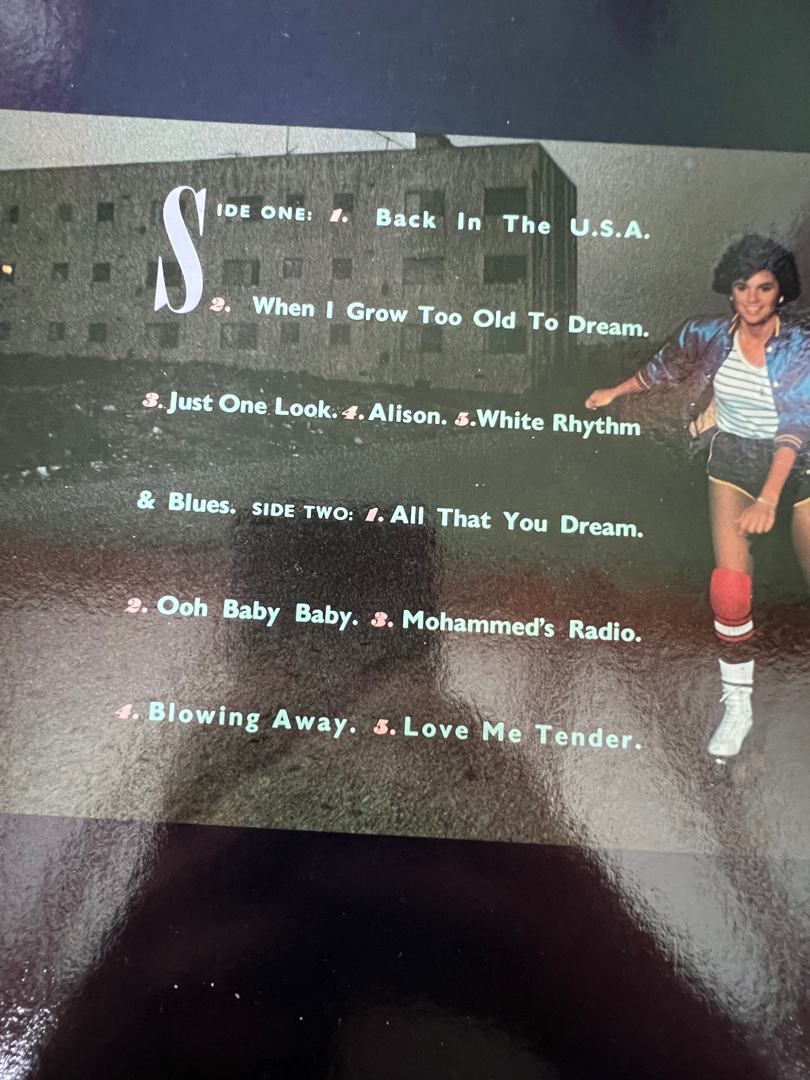 SIDE ONE: 1. Back In The U.S.A.
2. When I Grow Too Old To Dream.
3. Just One Look. 4. Alison. 5. White Rhythm
& Blues. SIDE TWO: 1. All That You Dream.
2. Ooh Baby Baby. 3. Mohammed's Radio.
4. Blowing Away. 5. Love Me Tender.